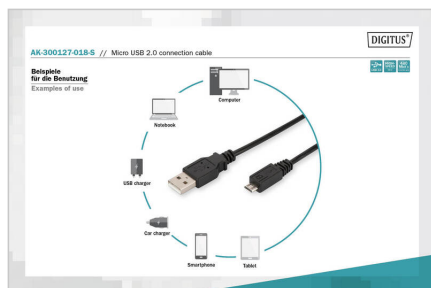 DIGITUS®
AK-300127-018-S // Micro USB 2.0 connection cable
Beispiele
für die Benutzung
Examples of use
Computer
Notebook
USB charger
Car charger
Smartphone
Tablet